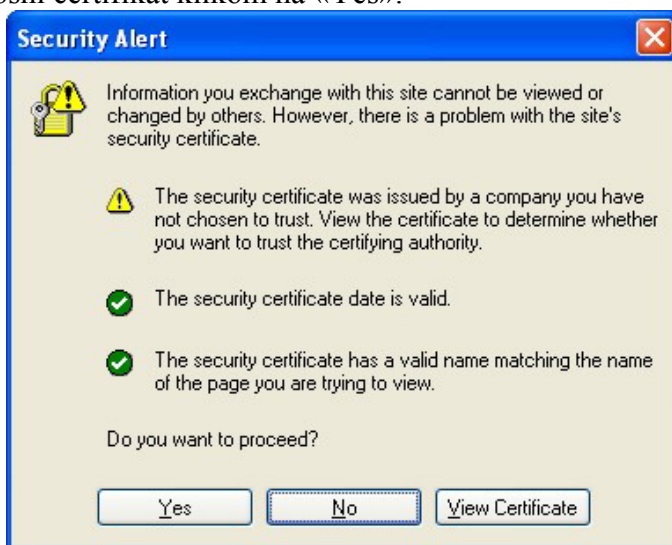 certifikat klikom na «Yes»:
Security Alert
Information you exchange with this site cannot be viewed or
changed by others. However, there is a problem with the site's
security certificate.
The security certificate was issued by a company you have
not chosen to trust. View the certificate to determine whether
you want to trust the certifying authority.
The security certificate date is valid.
The security certificate has a valid name matching the name
of the page you are trying to view.
Do you want to proceed?
Yes No View Certificate